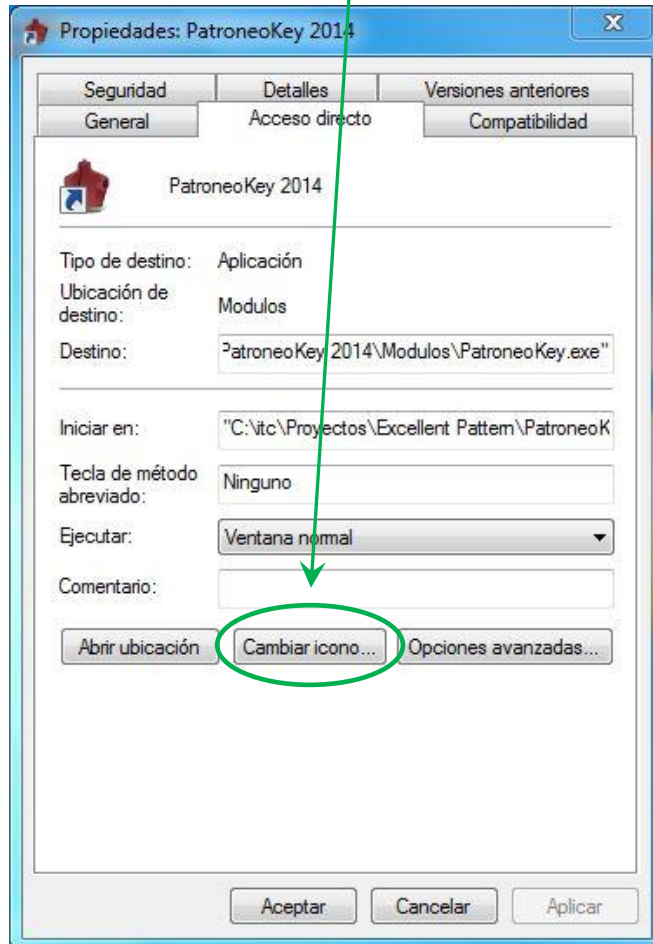 Propiedades: PatroneoKey 2014
Seguridad Detalles Versiones anteriores
General Acceso directo Compatibilidad
PatroneoKey 2014
Tipo de destino: Aplicación
Ubicación de
destino: Modulos
Destino: PatroneoKey 2014\Modulos\PatroneoKey.exe"
Iniciar en: "C:\itc\Proyectos\Excellent Pattern\PatroneoK
Tecla de método
abreviado: Ninguno
Ejecutar: Ventana normal
Comentario:
Abrir ubicación Cambiar icono... Opciones avanzadas...
Aceptar Cancelar Aplicar